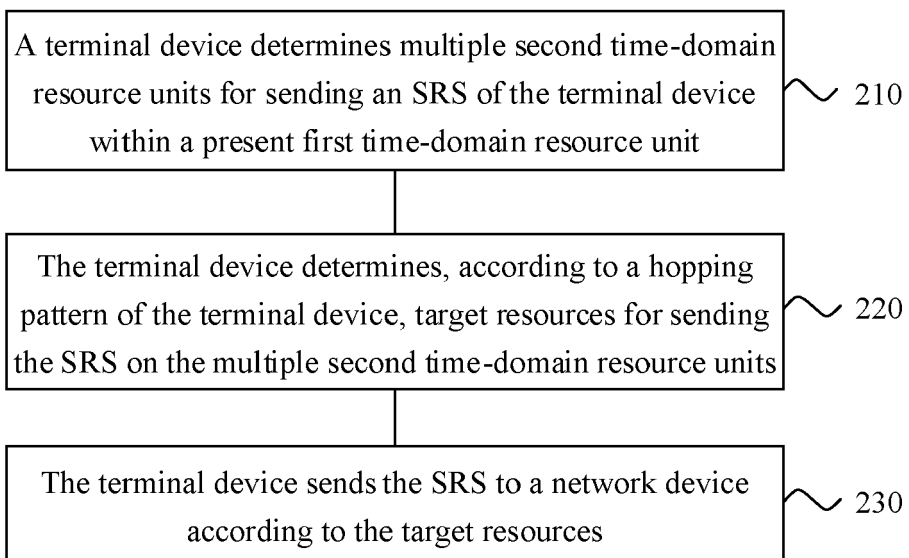 A terminal device determines multiple second time-domain
resource units for sending an SRS of the terminal device
within a present first time-domain resource unit
210
The terminal device determines, according to a hopping
pattern of the terminal device, target resources for sending
the SRS on the multiple second time-domain resource units
220
The terminal device sends the SRS to a network device
according to the target resources
230